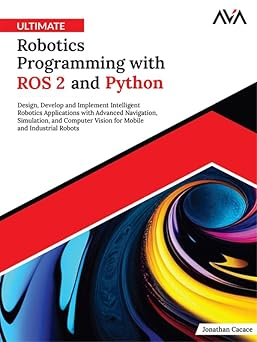 AVA
ULTIMATE
Robotics
Programming with
ROS 2 and Python
Design, Develop and Implement Intelligent
Robotics Applications with Advanced Navigation,
Simulation, and Computer Vision for Mobile
and Industrial Robots
Jonathan Cacace